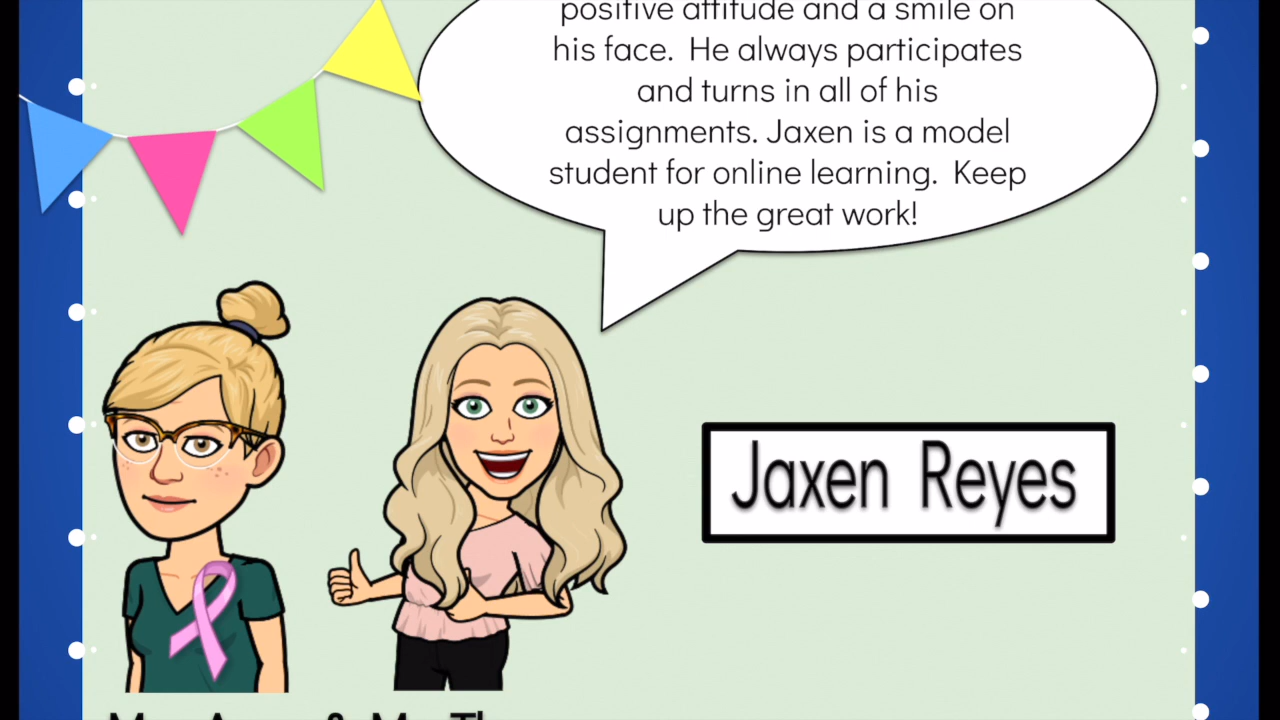 positive attitude and a smile on
his face. He always participates
and turns in all of his
assignments. Jaxen is a model
student for online learning. Keep
up the great work!
Jaxen Reyes